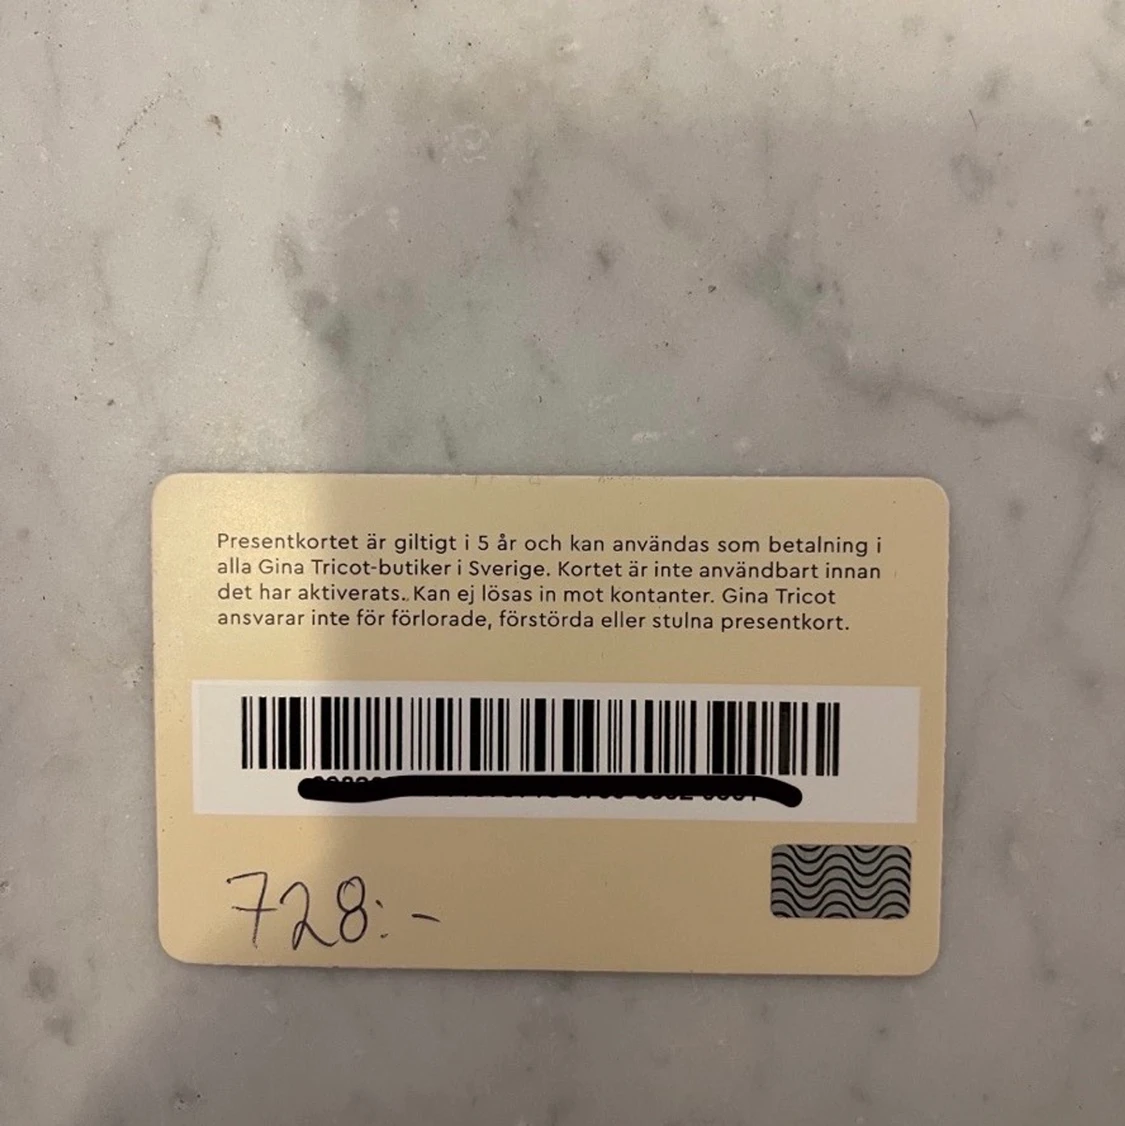 Presentkortet är giltigt i 5 år och kan användas som betalning i
alla Gina Tricot-butiker i Sverige. Kortet är inte användbart innan
det har aktiverats. Kan ej lösas in mot kontanter. Gina Tricot
ansvarar inte för förlorade, förstörda eller stulna presentkort.
728:-